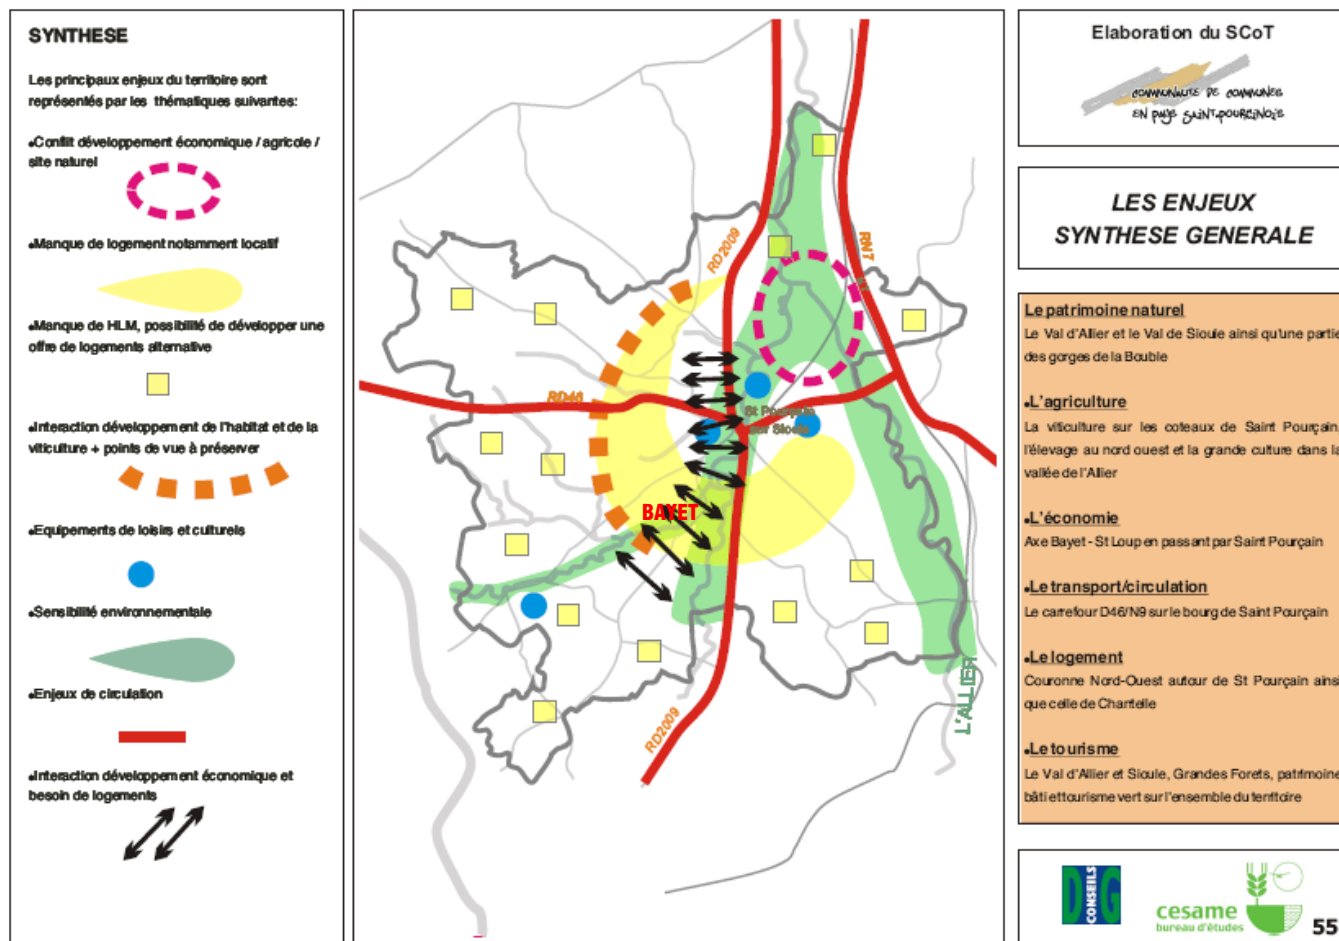 SYNTHESE
Les principaux enjeux du territoire sont
représentés par les thématiques suivantes:
•Conflit développement économique / agricole /
site naturel
•Manque de logement notamment locatif
•Manque de HLM, possibilité de développer une
offre de logements alternative
•Interaction développement de l'habitat et de la
viticulture + points de vue à préserver
•Equipements de loisirs et culturels
•Sensibilité environnementale
•Enjeux de circulation
•Interaction développement économique et
besoin de logements
RD2009
RN7
RD46
St Pourçain
sur Sioule
BAYET
RD2009
L'ALLIER
Elaboration du SCoT
COMMUNAUTE DE COMMUNES
EN PAYS SAINT-POURCINOIS
LES ENJEUX
SYNTHESE GENERALE
Le patrimoine naturel
Le Val d'Allier et le Val de Sioule ainsi qu'une partie
des gorges de la Bouble
•L'agriculture
La viticulture sur les coteaux de Saint Pourçain,
l'élevage au nord ouest et la grande culture dans la
vallée de l'Allier
•L'économie
Axe Bayet - St Loup en passant par Saint Pourçain
•Le transport/circulation
Le carrefour D46/N9 sur le bourg de Saint Pourçain
•Le logement
Couronne Nord-Ouest autour de St Pourçain ainsi
que celle de Chantelle
•Le tourisme
Le Val d'Allier et Sioule, Grandes Forets, patrimoine
bâti et tourisme vert sur l'ensemble du territoire
DG
CONSEILS
cesame
bureau d'études
55